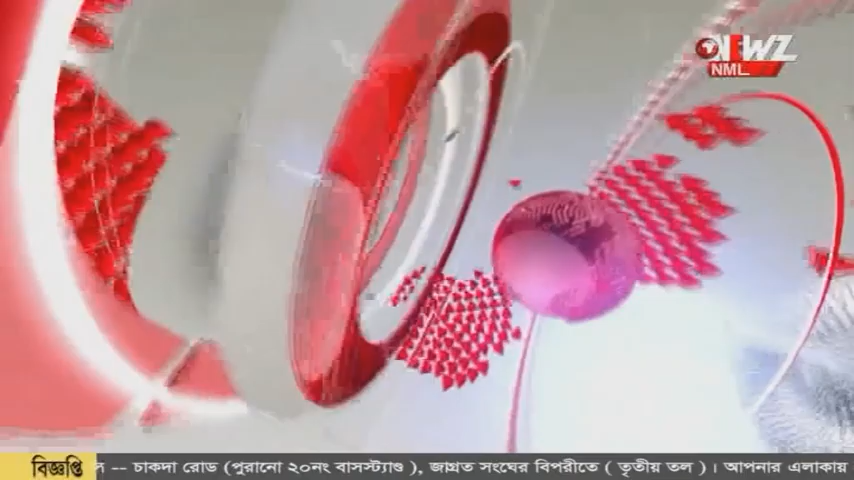 NEWZ
NML
বিজ্ঞপ্তি
স -- চাকদা রোড (পুরানো ২০নং বাসস্ট্যাণ্ড ), জাগ্রত সংঘের বিপরীতে ( তৃতীয় তল ) । আপনার এলাকায়